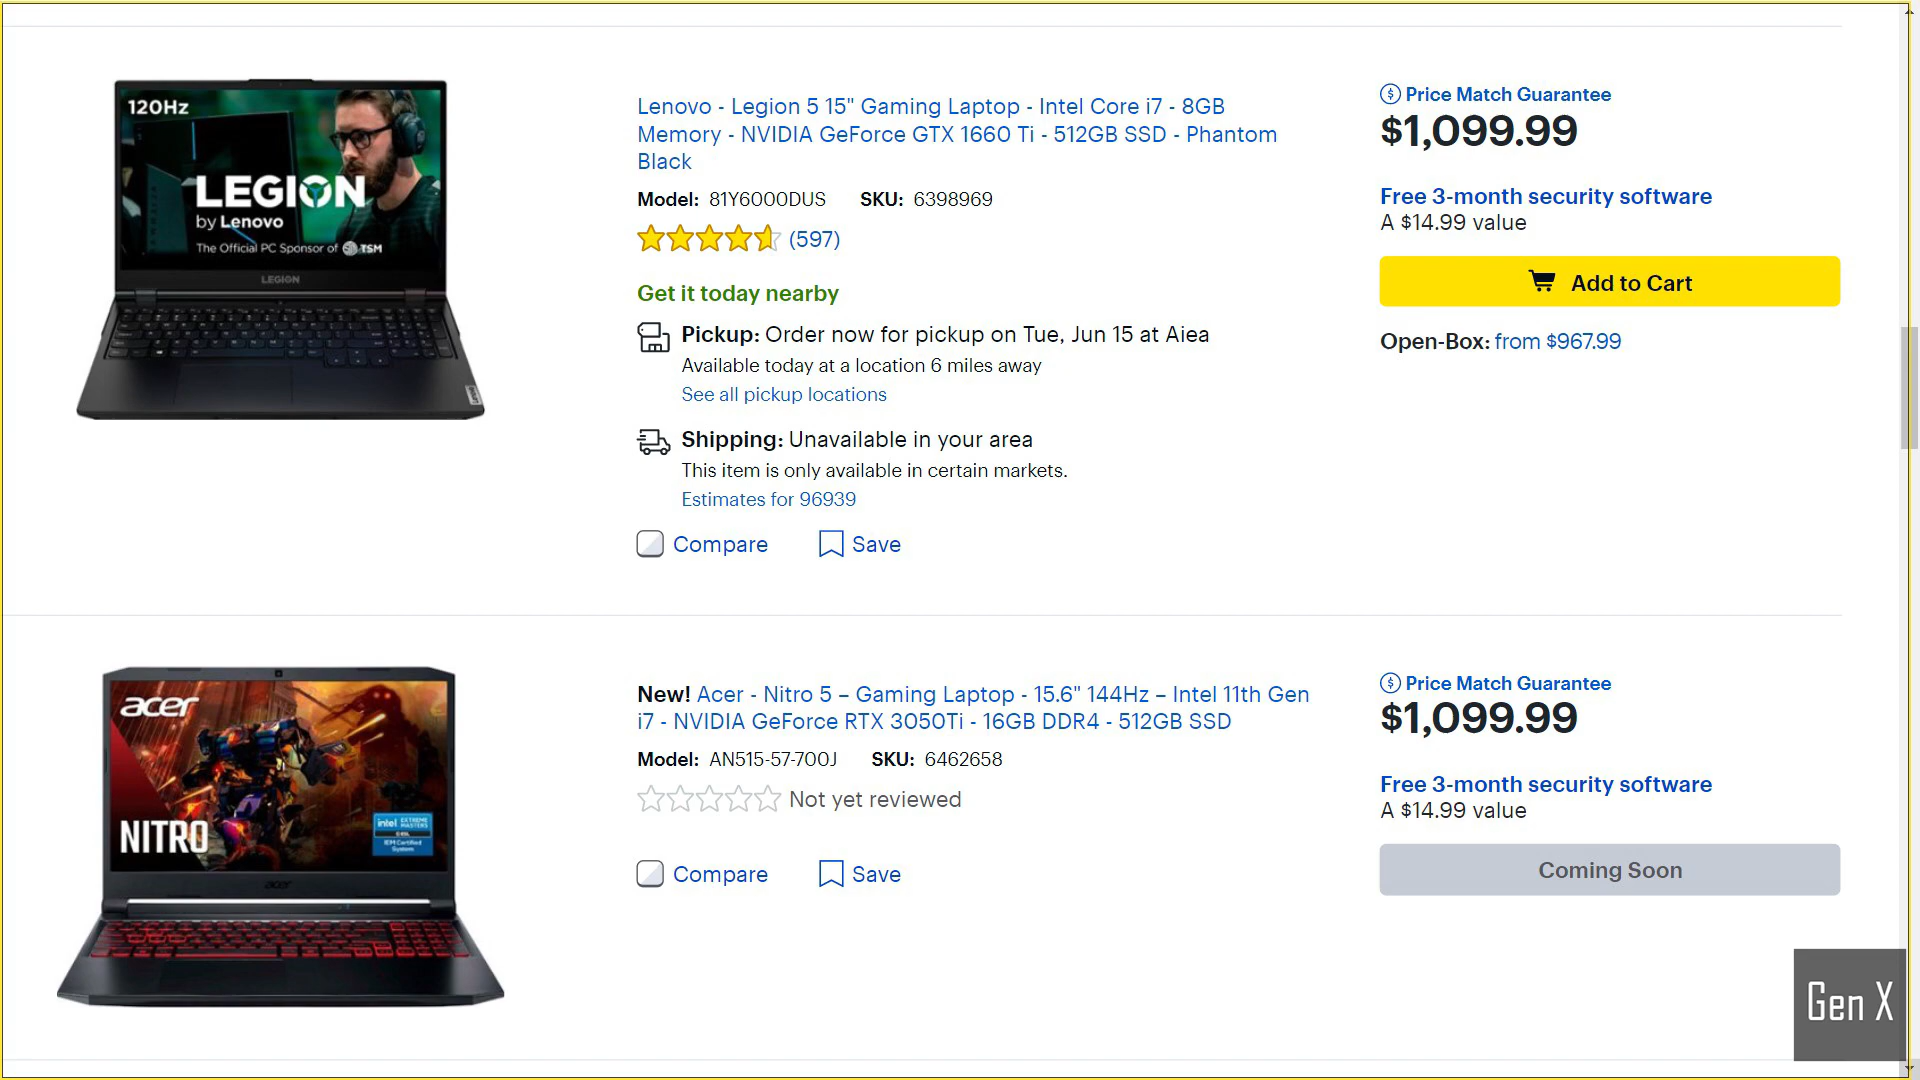 120Hz
LEGION
by Lenovo
The Official PC Sponsor of TSM
LEGION
Lenovo - Legion 5 15" Gaming Laptop - Intel Core i7 - 8GB
Memory - NVIDIA GeForce GTX 1660 Ti - 512GB SSD - Phantom
Black
Model: 81Y6000DUS SKU: 6398969
(597)
Get it today nearby
Pickup: Order now for pickup on Tue, Jun 15 at Aiea
Available today at a location 6 miles away
See all pickup locations
Shipping: Unavailable in your area
This item is only available in certain markets.
Estimates for 96939
Compare Save
Price Match Guarantee
$1,099.99
Free 3-month security software
A $14.99 value
Add to Cart
Open-Box: from $967.99
acer
NITRO
intel EXTREME
MASTERS
IEM Certified
System
acer
New! Acer - Nitro 5 – Gaming Laptop - 15.6" 144Hz – Intel 11th Gen
i7 - NVIDIA GeForce RTX 3050Ti - 16GB DDR4 - 512GB SSD
Model: AN515-57-700J SKU: 6462658
Not yet reviewed
Compare Save
Price Match Guarantee
$1,099.99
Free 3-month security software
A $14.99 value
Coming Soon
Gen X